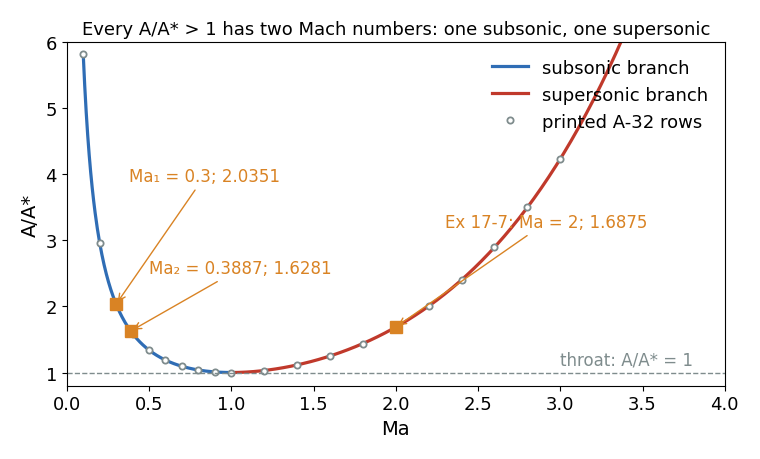 Every A/A* > 1 has two Mach numbers: one subsonic, one supersonic
A/A*
6
5
4
3
2
1
subsonic branch
supersonic branch
printed A-32 rows
Ma₁ = 0.3; 2.0351
Ex 17-7: Ma = 2; 1.6875
Ma₂ = 0.3887; 1.6281
throat: A/A* = 1
0.0 0.5 1.0 1.5 2.0 2.5 3.0 3.5 4.0
Ma